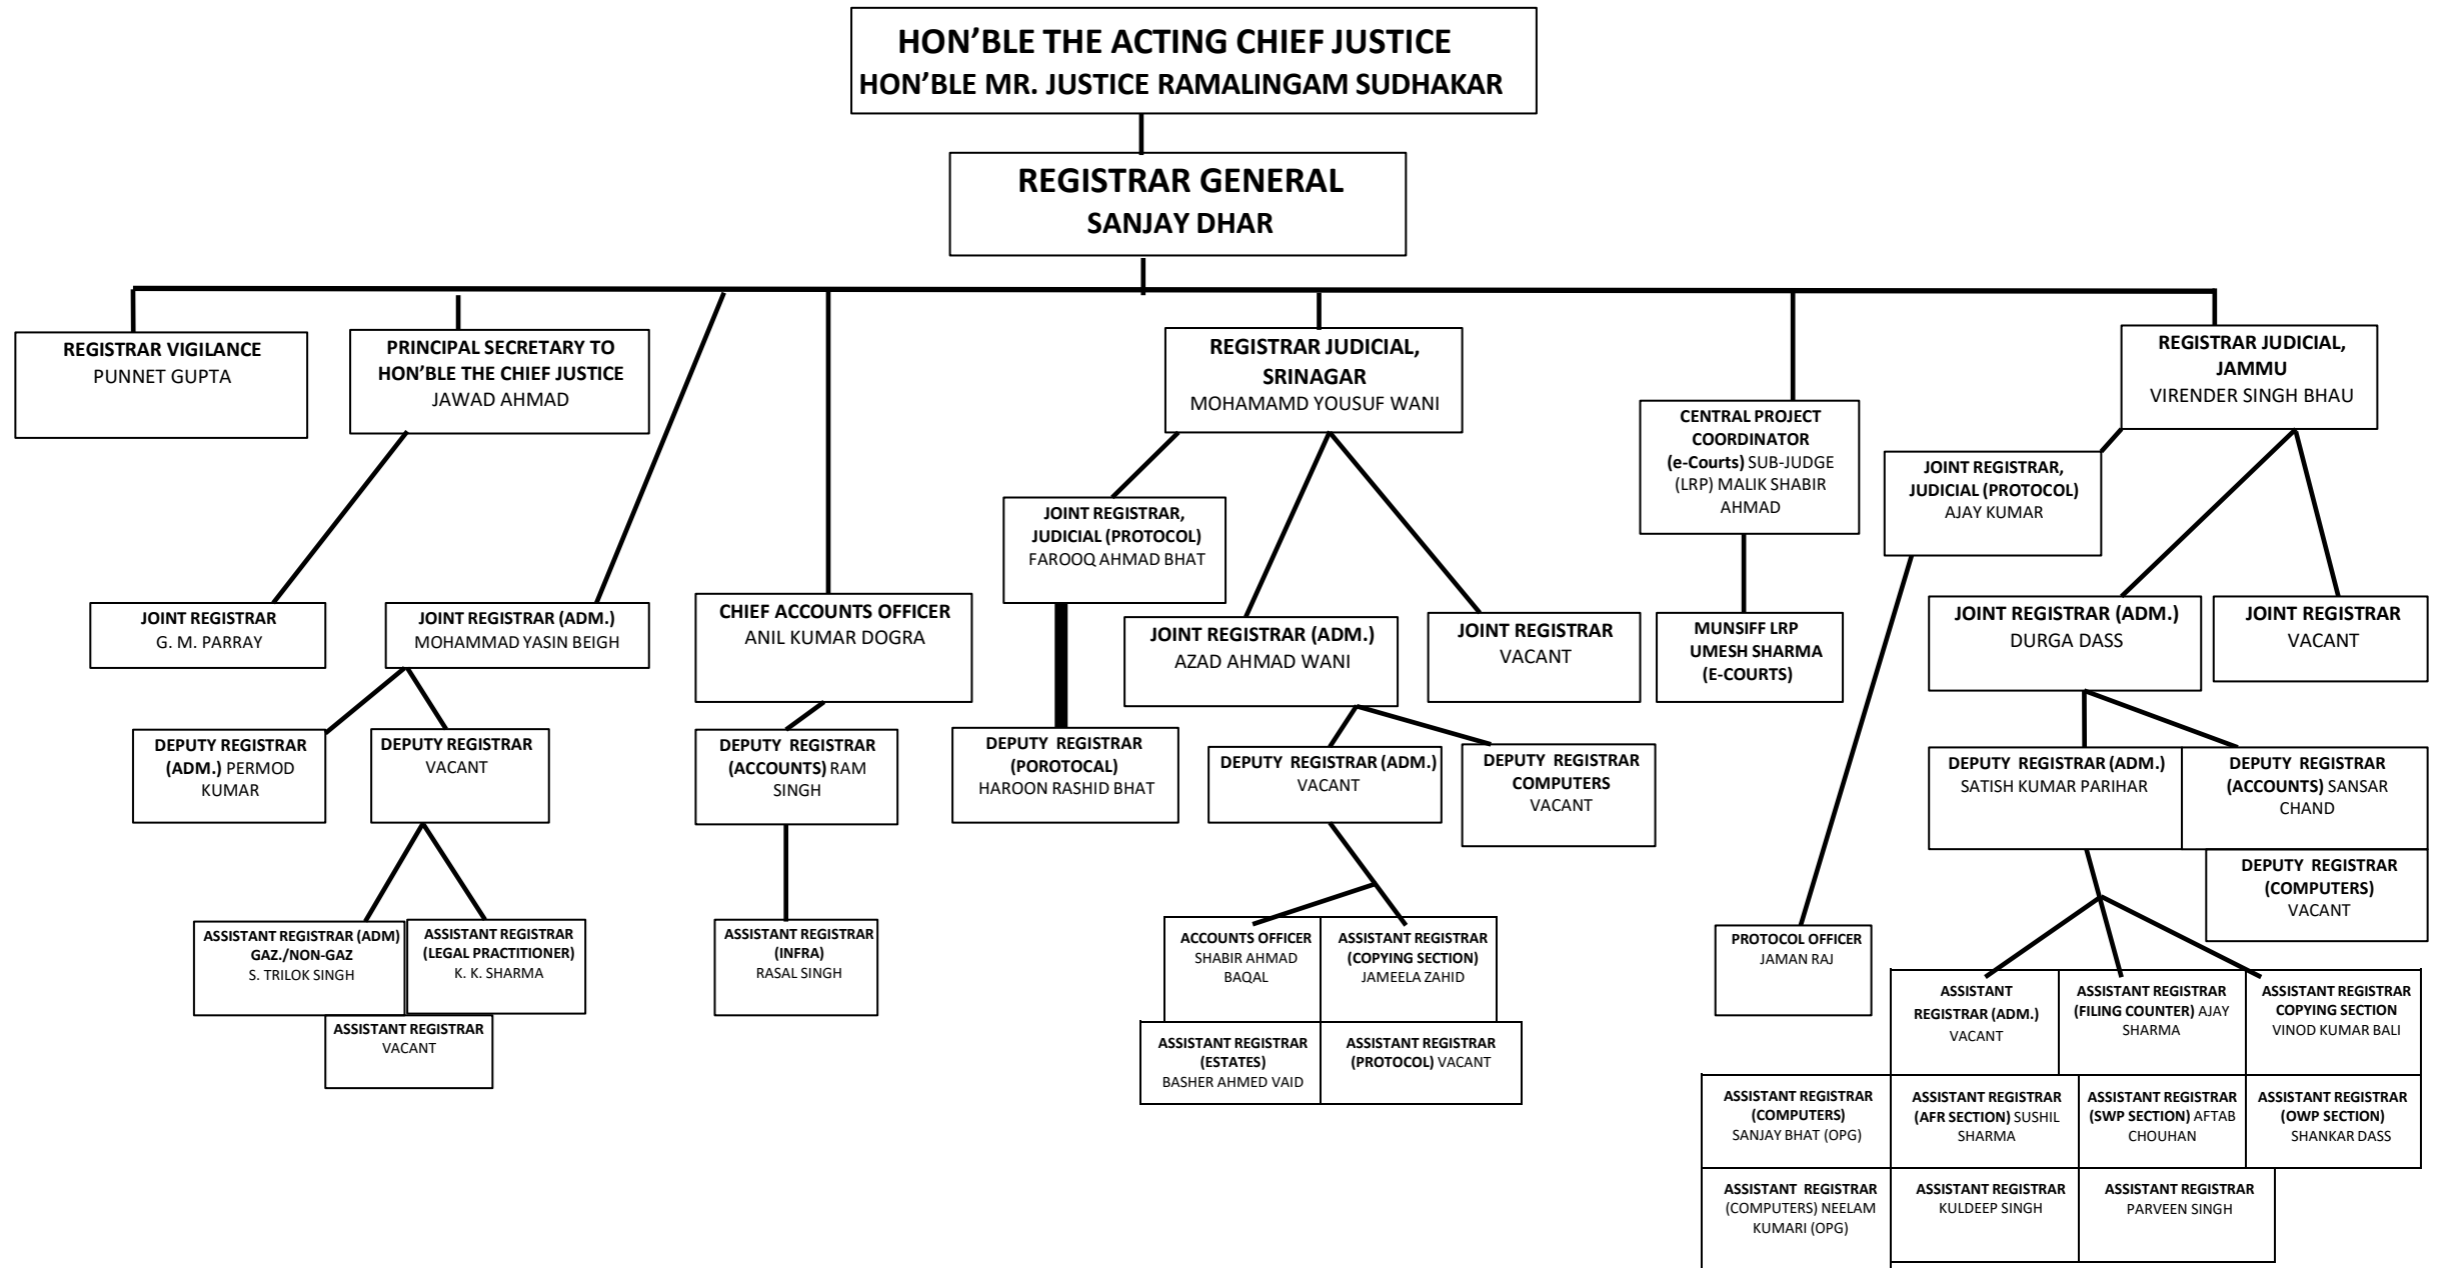 HON’BLE THE ACTING CHIEF JUSTICE
HON’BLE MR. JUSTICE RAMALINGAM SUDHAKAR
REGISTRAR GENERAL
SANJAY DHAR
REGISTRAR VIGILANCE
PUNNET GUPTA
PRINCIPAL SECRETARY TO
HON’BLE THE CHIEF JUSTICE
JAWAD AHMAD
REGISTRAR JUDICIAL,
SRINAGAR
MOHAMAMD YOUSUF WANI
CENTRAL PROJECT
COORDINATOR
(e-Courts) SUB-JUDGE
(LRP) MALIK SHABIR
AHMAD
REGISTRAR JUDICIAL,
JAMMU
VIRENDER SINGH BHAU
JOINT REGISTRAR,
JUDICIAL (PROTOCOL)
FAROOQ AHMAD BHAT
JOINT REGISTRAR,
JUDICIAL (PROTOCOL)
AJAY KUMAR
JOINT REGISTRAR
G. M. PARRAY
JOINT REGISTRAR (ADM.)
MOHAMMAD YASIN BEIGH
CHIEF ACCOUNTS OFFICER
ANIL KUMAR DOGRA
JOINT REGISTRAR (ADM.)
AZAD AHMAD WANI
JOINT REGISTRAR
VACANT
MUNSIFF LRP
UMESH SHARMA
(E-COURTS)
JOINT REGISTRAR (ADM.)
DURGA DASS
JOINT REGISTRAR
VACANT
DEPUTY REGISTRAR
(ADM.) PERMOD
KUMAR
DEPUTY REGISTRAR
VACANT
DEPUTY REGISTRAR
(ACCOUNTS) RAM
SINGH
DEPUTY REGISTRAR
(POROTOCAL)
HAROON RASHID BHAT
DEPUTY REGISTRAR (ADM.)
VACANT
DEPUTY REGISTRAR
COMPUTERS
VACANT
DEPUTY REGISTRAR (ADM.)
SATISH KUMAR PARIHAR
DEPUTY REGISTRAR
(ACCOUNTS) SANSAR
CHAND
DEPUTY REGISTRAR
(COMPUTERS)
VACANT
ASSISTANT REGISTRAR (ADM)
GAZ./NON-GAZ
S. TRILOK SINGH
ASSISTANT REGISTRAR
(LEGAL PRACTITIONER)
K. K. SHARMA
ASSISTANT REGISTRAR
VACANT
ASSISTANT REGISTRAR
(INFRA)
RASAL SINGH
ACCOUNTS OFFICER
SHABIR AHMAD
BAQAL
ASSISTANT REGISTRAR
(COPYING SECTION)
JAMEELA ZAHID
ASSISTANT REGISTRAR
(ESTATES)
BASHER AHMED VAID
ASSISTANT REGISTRAR
(PROTOCOL) VACANT
PROTOCOL OFFICER
JAMAN RAJ
ASSISTANT
REGISTRAR (ADM.)
VACANT
ASSISTANT REGISTRAR
(FILING COUNTER) AJAY
SHARMA
ASSISTANT REGISTRAR
COPYING SECTION
VINOD KUMAR BALI
ASSISTANT REGISTRAR
(COMPUTERS)
SANJAY BHAT (OPG)
ASSISTANT REGISTRAR
(AFR SECTION) SUSHIL
SHARMA
ASSISTANT REGISTRAR
(SWP SECTION) AFTAB
CHOUHAN
ASSISTANT REGISTRAR
(OWP SECTION)
SHANKAR DASS
ASSISTANT REGISTRAR
(COMPUTERS) NEELAM
KUMARI (OPG)
ASSISTANT REGISTRAR
KULDEEP SINGH
ASSISTANT REGISTRAR
PARVEEN SINGH